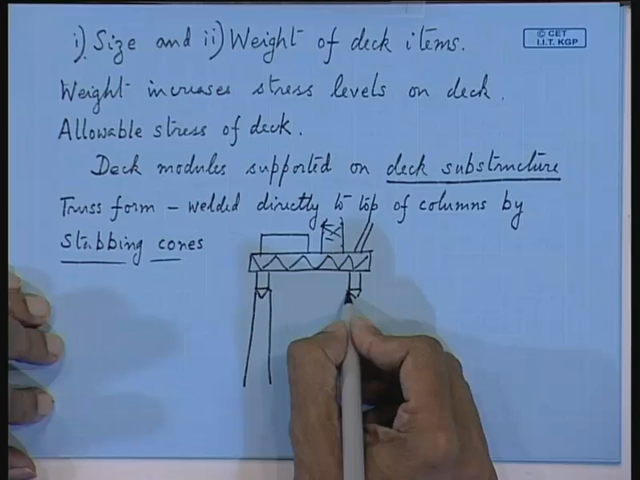 i) Size and ii) Weight of deck items.
© CET
I.I.T. KGP
Weight increases stress levels on deck.
Allowable stress of deck.
Deck modules supported on deck substructure
Truss form - welded directly to top of columns by
stabbing cones